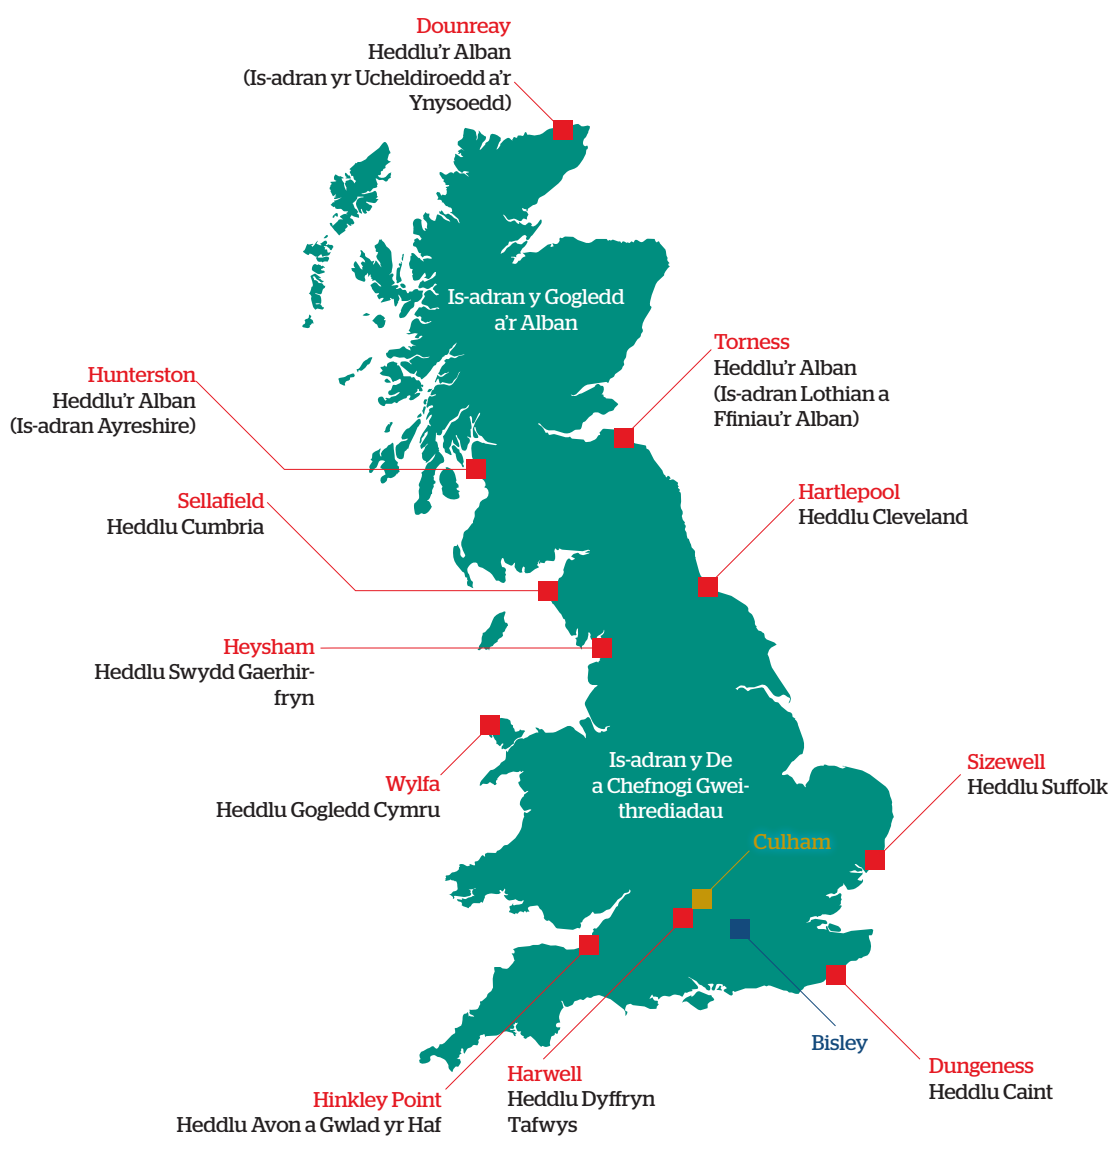 Dounreay
Heddlu’r Alban
(Is-adran yr Ucheldiroedd a’r
Ynysoedd)
Is-adran y Gogledd
a’r Alban
Torness
Heddlu’r Alban
(Is-adran Lothian a
Ffiniau’r Alban)
Hunterston
Heddlu’r Alban
(Is-adran Ayreshire)
Sellafield
Heddlu Cumbria
Hartlepool
Heddlu Cleveland
Heysham
Heddlu Swydd Gaerhir-
fryn
Wylfa
Heddlu Gogledd Cymru
Is-adran y De
a Chefnogi Gwei-
thrediadau
Sizewell
Heddlu Suffolk
Culham
Bisley
Dungeness
Heddlu Caint
Harwell
Heddlu Dyffryn
Tafwys
Hinkley Point
Heddlu Avon a Gwlad yr Haf